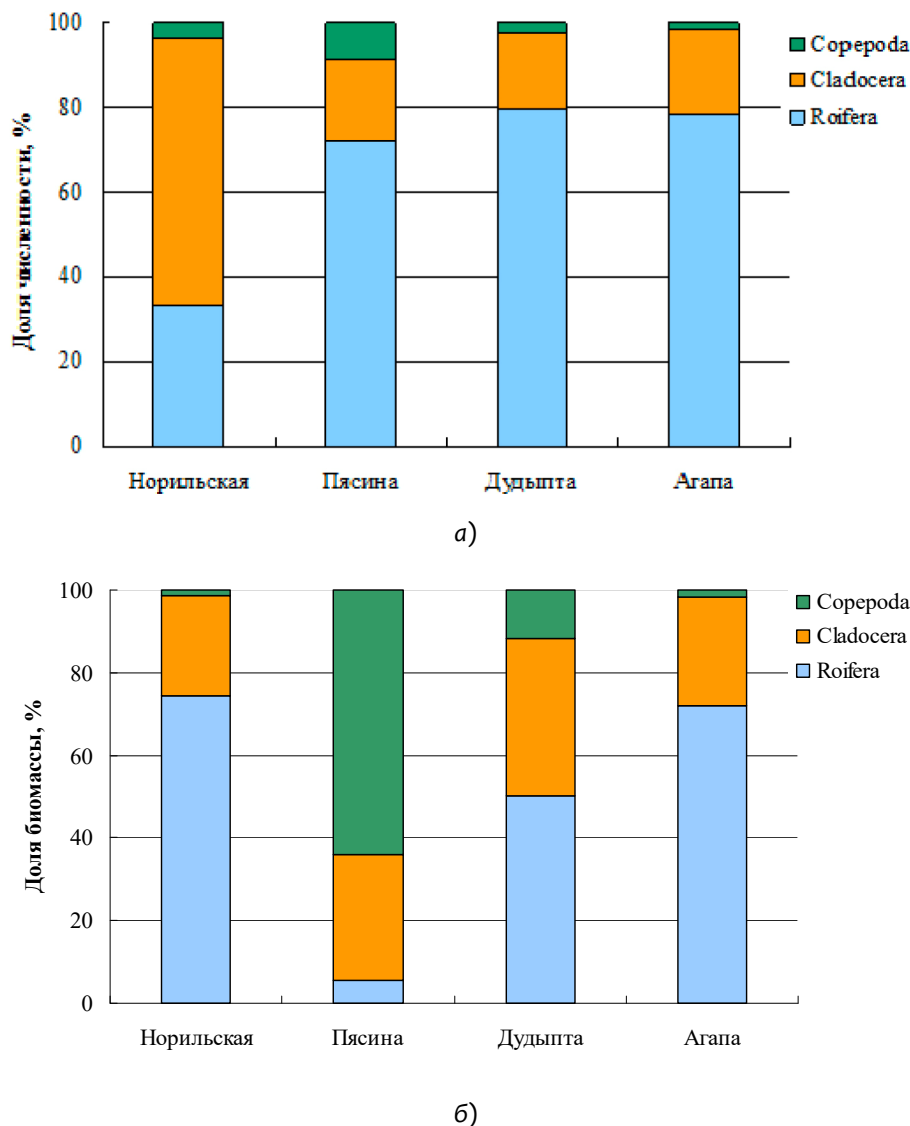 Доля численности, %
100
80
60
40
20
0
Норильская
Пясина
Дудыпта
Агапа
Copepoda
Cladocera
Roifera
а)
Доля биомассы, %
100
80
60
40
20
0
Норильская
Пясина
Дудыпта
Агапа
Copepoda
Cladocera
Roifera
б)